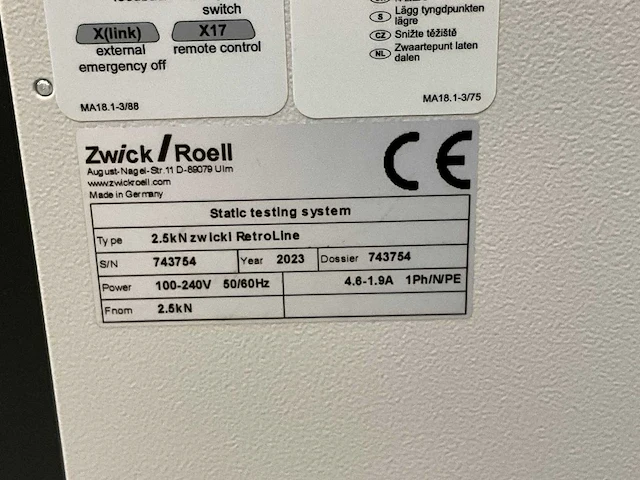 switch
X(link)
X17
external
emergency off
remote control
MA18.1-3/88
S Lägg tyngdpunkten
lägre
CZ Snižte těžiště
NL Zwaartepunt laten
dalen
MA18.1-3/75
Zwick / Roell
CE
August-Nagel-Str. 11 D-89079 Ulm
www.zwickroell.com
Made in Germany
Static testing system
Type 2.5kN zwicki RetroLine
S/N 743754 Year 2023 Dossier 743754
Power 100-240V 50/60Hz 4.6-1.9A 1Ph/N/PE
Fnom 2.5kN